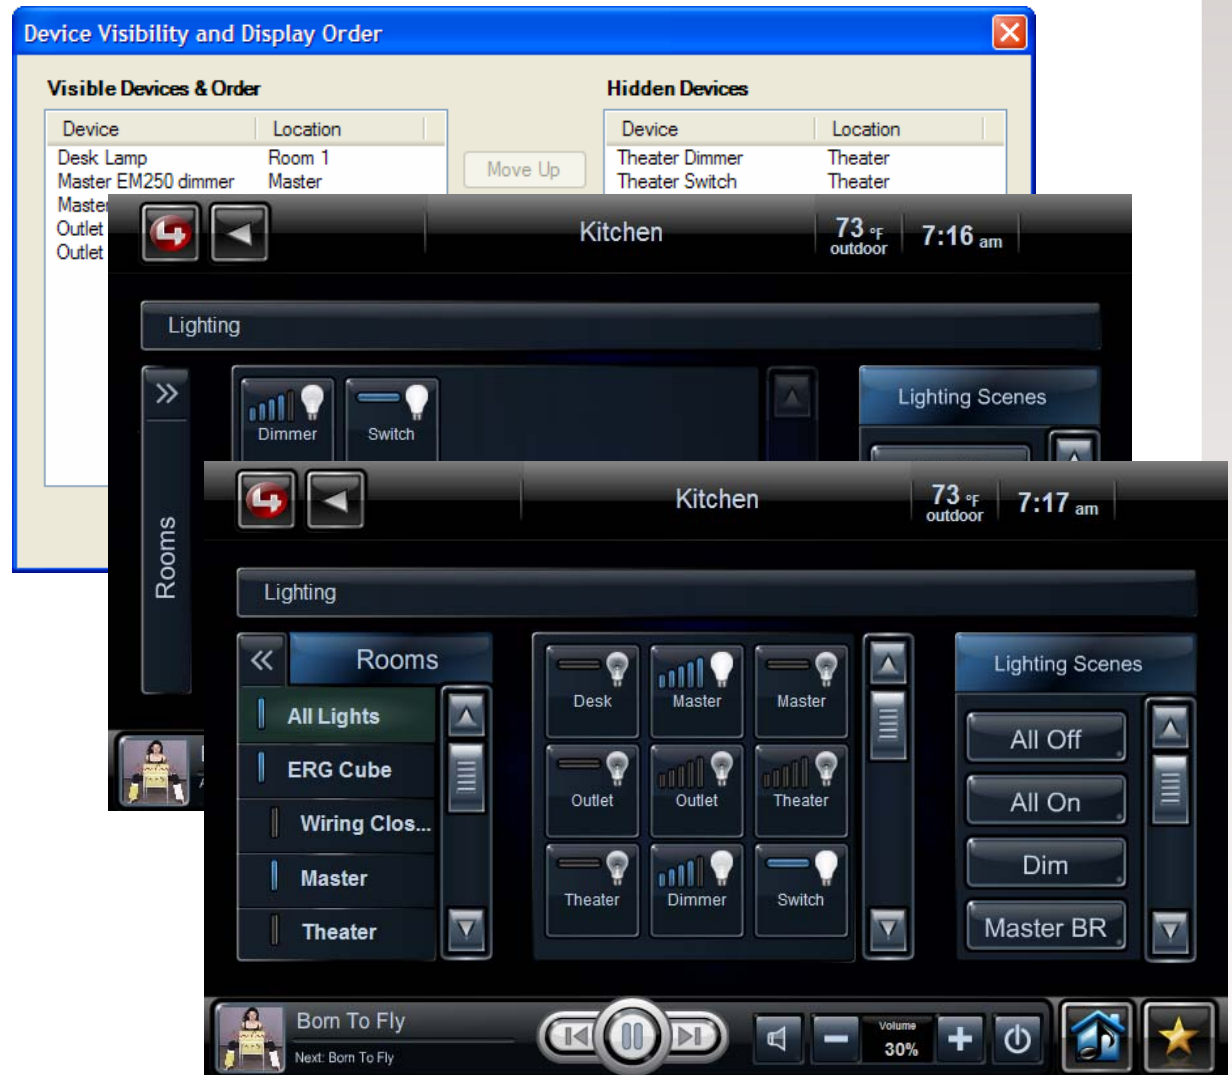 Device Visibility and Display Order
Visible Devices & Order
Hidden Devices
Device Location
Device Location
Desk Lamp Room 1
Master EM250 dimmer Master
Master
Outlet
Outlet
Move Up
Theater Dimmer Theater
Theater Switch Theater
Kitchen
73 °F
outdoor
7:16 am
Lighting
Rooms
Dimmer
Switch
Lighting Scenes
Kitchen
73 °F
outdoor
7:17 am
Lighting
Rooms
All Lights
ERG Cube
Wiring Clos...
Master
Theater
Desk
Master
Master
Outlet
Outlet
Theater
Theater
Dimmer
Switch
Lighting Scenes
All Off
All On
Dim
Master BR
Born To Fly
Next: Born To Fly
Volume
30%